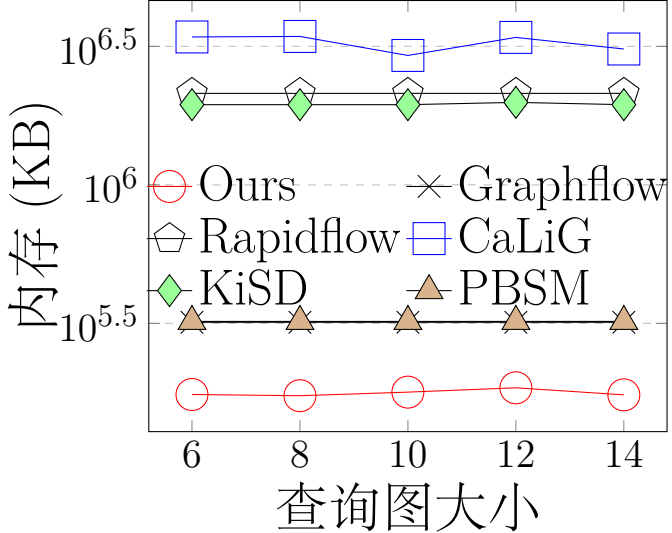 10^6.5
10^6
10^5.5
内存 (KB)
Ours
Graphflow
Rapidflow
CaLiG
KiSD
PBSM
6 8 10 12 14
查询图大小